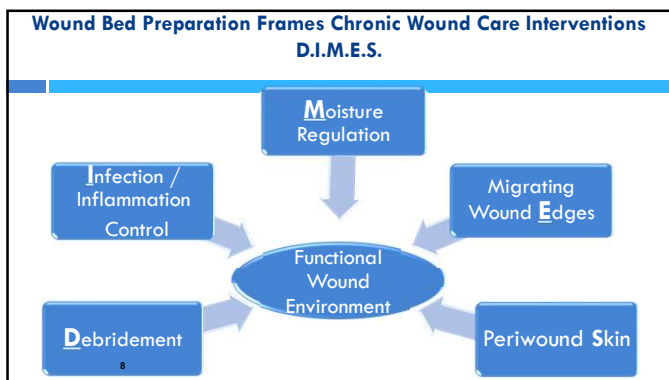 Wound Bed Preparation Frames Chronic Wound Care Interventions
D.I.M.E.S.
Moisture
Regulation
Infection /
Inflammation
Control
Migrating
Wound Edges
Functional
Wound
Environment
Debridement
8
Periwound Skin